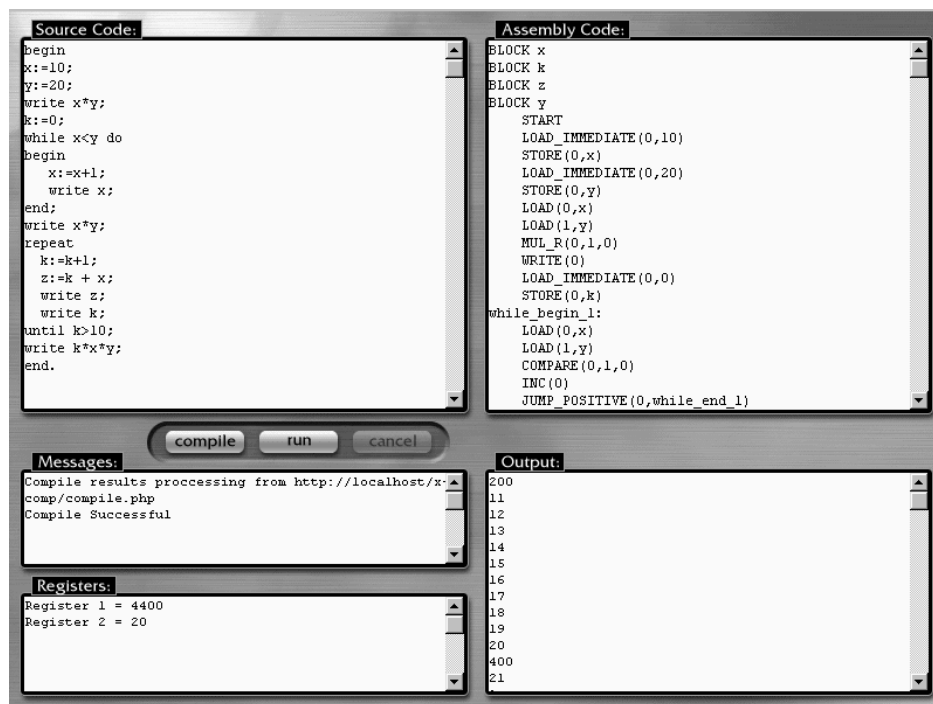 Source Code:
begin
x:=10;
y:=20;
write x*y;
k:=0;
while x<y do
begin
x:=x+1;
write x;
end;
write x*y;
repeat
k:=k+1;
z:=k + x;
write z;
write k;
until k>10;
write k*x*y;
end.
Assembly Code:
BLOCK x
BLOCK k
BLOCK z
BLOCK y
START
LOAD_IMMEDIATE(0,10)
STORE(0,x)
LOAD_IMMEDIATE(0,20)
STORE(0,y)
LOAD(0,x)
LOAD(1,y)
MUL_R(0,1,0)
WRITE(0)
LOAD_IMMEDIATE(0,0)
STORE(0,k)
while_begin_1:
LOAD(0,x)
LOAD(1,y)
COMPARE(0,1,0)
INC(0)
JUMP_POSITIVE(0,while_end_1)
compile run cancel
Messages:
Compile results proccessing from http://localhost/x-
comp/compile.php
Compile Successful
Registers:
Register 1 = 4400
Register 2 = 20
Output:
200
11
12
13
14
15
16
17
18
19
20
400
21